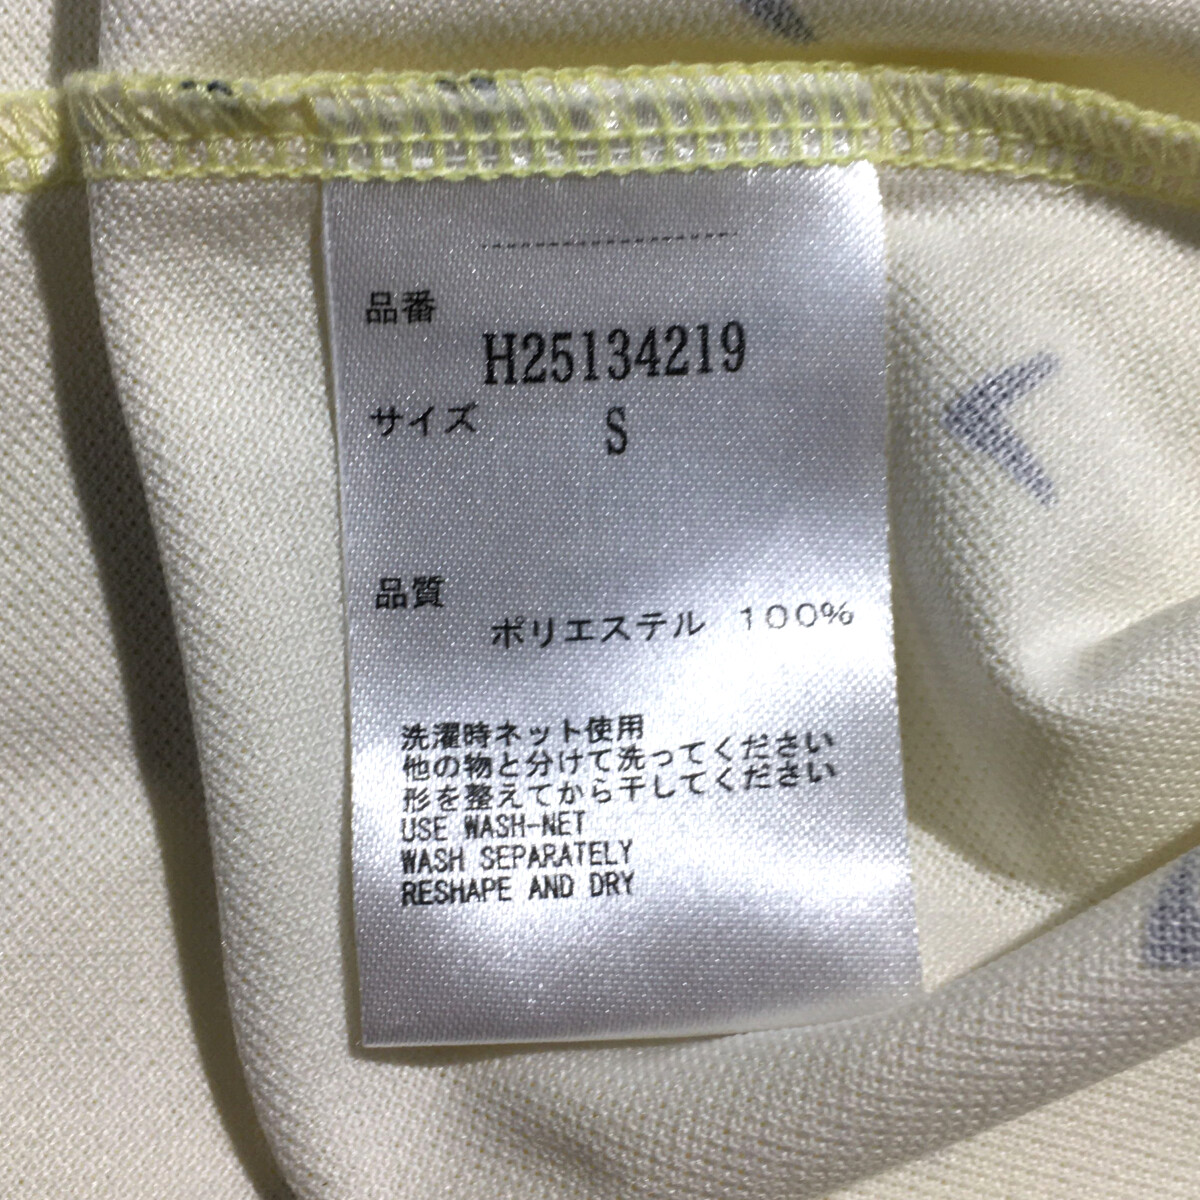 品番
H25134219
サイズ S
品質
ポリエステル 100%
洗濯時ネット使用
他の物と分けて洗ってください
形を整えてから干してください
USE WASH-NET
WASH SEPARATELY
RESHAPE AND DRY